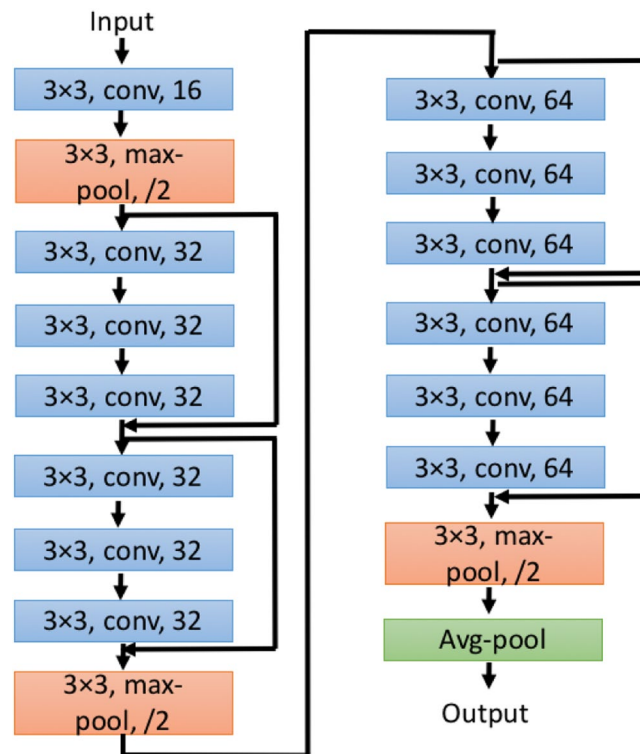 Input
3×3, conv, 16
3×3, max-
pool, /2
3×3, conv, 32
3×3, conv, 32
3×3, conv, 32
3×3, conv, 32
3×3, conv, 32
3×3, conv, 32
3×3, max-
pool, /2
3×3, conv, 64
3×3, conv, 64
3×3, conv, 64
3×3, conv, 64
3×3, conv, 64
3×3, conv, 64
3×3, max-
pool, /2
Avg-pool
Output